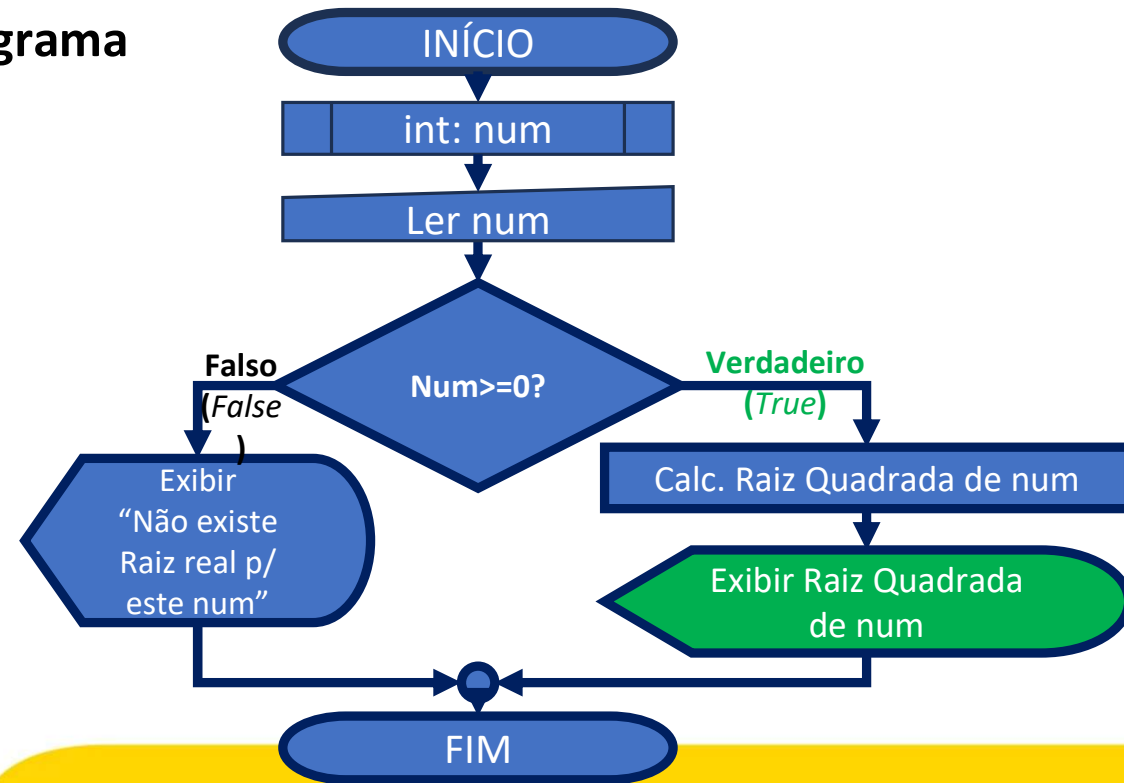 grama
INÍCIO
int: num
Ler num
Num>=0?
Falso
(False
)
Verdadeiro
(True)
Exibir
“Não existe
Raiz real p/
este num”
Calc. Raiz Quadrada de num
Exibir Raiz Quadrada
de num
FIM